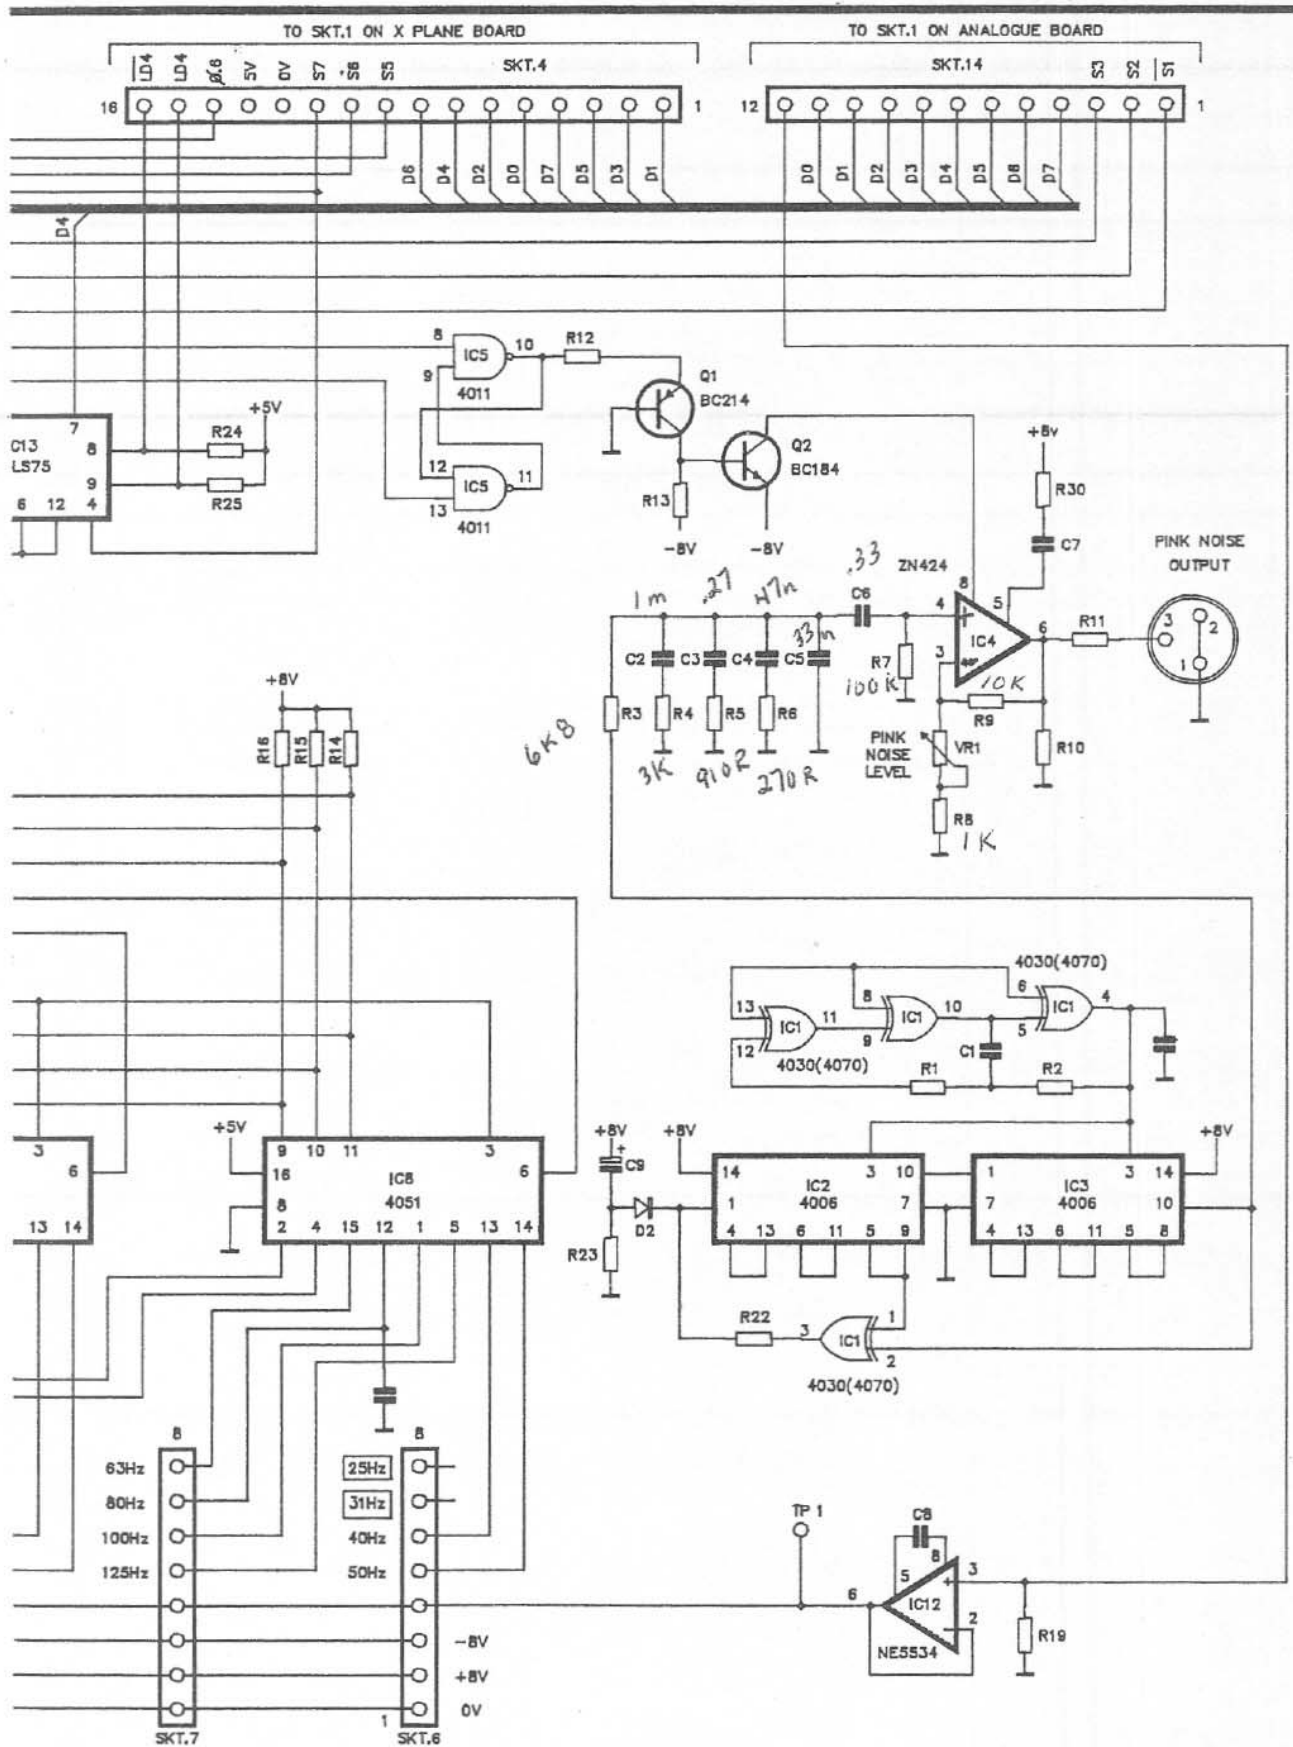 TO SKT.1 ON X PLANE BOARD
TO SKT.1 ON ANALOGUE BOARD
LD4 LD4 Ø.6 5V 0V S7 S6 S5 SKT.4
SKT.14 S3 S2 S1
16 1
12 1
D6 D4 D2 D0 D7 D5 D3 D1
D0 D1 D2 D3 D4 D5 D6 D7
D4
8 IC5 10 R12
9
4011
Q1
BC214
+5V
7
C13
LS75
8 R24
9
R25
6 12 4
12 IC5 11
13
4011
Q2
BC184
R13
-8V -8V
+8v
R30
C7
PINK NOISE
OUTPUT
ZN424
.33
C6
1m .27 47n
33n
C2 C3 C4 C5
R3 R4 R5 R6
6K8 3K 910R 270R
R7
100K
8
4 + 5
IC4 6
3
R11
3 2
1
10K
R9
PINK
NOISE
LEVEL
VR1
R10
R8
1K
+8V
R16 R15 R14
4030(4070)
13 IC1 11
12
8 IC1 10
9
6 IC1 4
5
4030(4070)
C1
R1 R2
3
6
13 14
+5V
9 10 11 3
16 6
IC8
8 4051
2 4 15 12 1 5 13 14
+8V
+
C9
D2
R23
+8V
14 3 10
IC2
1 4006 7
4 13 6 11 5 9
+8V
1 3 14
IC3
7 4006 10
4 13 6 11 5 8
R22
3 IC1 1
2
4030(4070)
8 8
63Hz 25Hz
80Hz 31Hz
100Hz 40Hz
125Hz 50Hz
-8V
+8V
1 0V
SKT.7 SKT.6
TP 1
C8
5 8
6 IC12 + 3
2
NE5534
R19